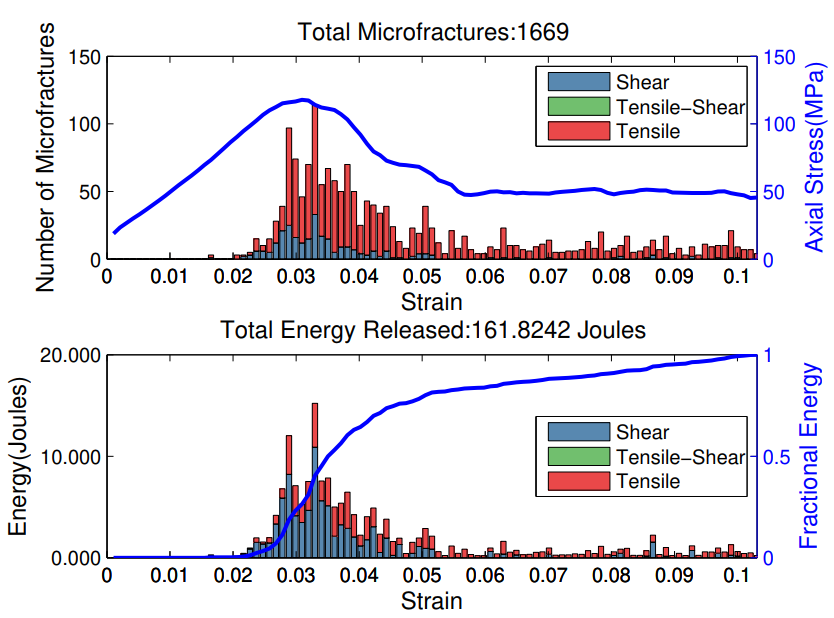 Total Microfractures:1669
Number of Microfractures
150
100
50
0
Shear
Tensile−Shear
Tensile
150
100
50
0
Axial Stress(MPa)
0 0.01 0.02 0.03 0.04 0.05 0.06 0.07 0.08 0.09 0.1
Strain
Total Energy Released:161.8242 Joules
Energy(Joules)
20.000
10.000
0.000
Shear
Tensile−Shear
Tensile
1
0.5
0
Fractional Energy
0 0.01 0.02 0.03 0.04 0.05 0.06 0.07 0.08 0.09 0.1
Strain